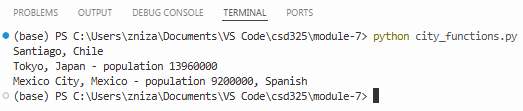 PROBLEMS OUTPUT DEBUG CONSOLE TERMINAL PORTS
(base) PS C:\Users\zniza\Documents\VS Code\csd325\module-7> python city_functions.py
Santiago, Chile
Tokyo, Japan - population 13960000
Mexico City, Mexico - population 9200000, Spanish
(base) PS C:\Users\zniza\Documents\VS Code\csd325\module-7>